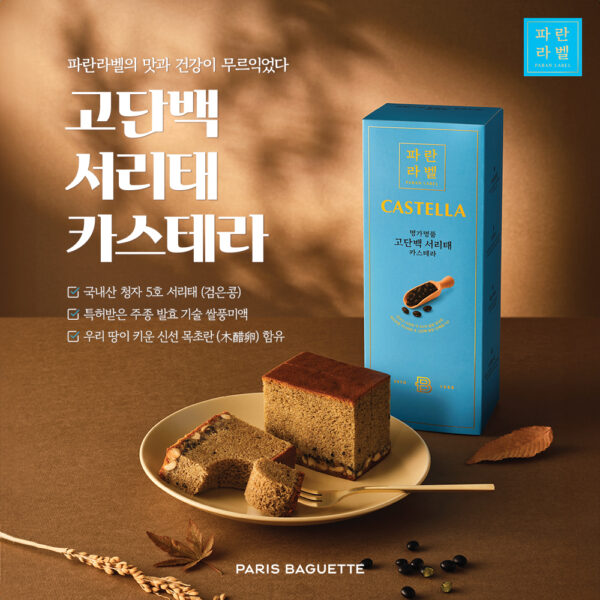 파란라벨의 맛과 건강이 무르익었다
고단백
서리태
카스테라
국내산 청자 5호 서리태 (검은콩)
특허받은 주종 발효 기술 쌀풍미액
우리 땅이 키운 신선 목초란 (木醋卵) 함유
파란
라벨
PARAN LABEL
파란
라벨
PARAN LABEL
CASTELLA
명가명품
고단백 서리태
카스테라
PARIS BAGUETTE